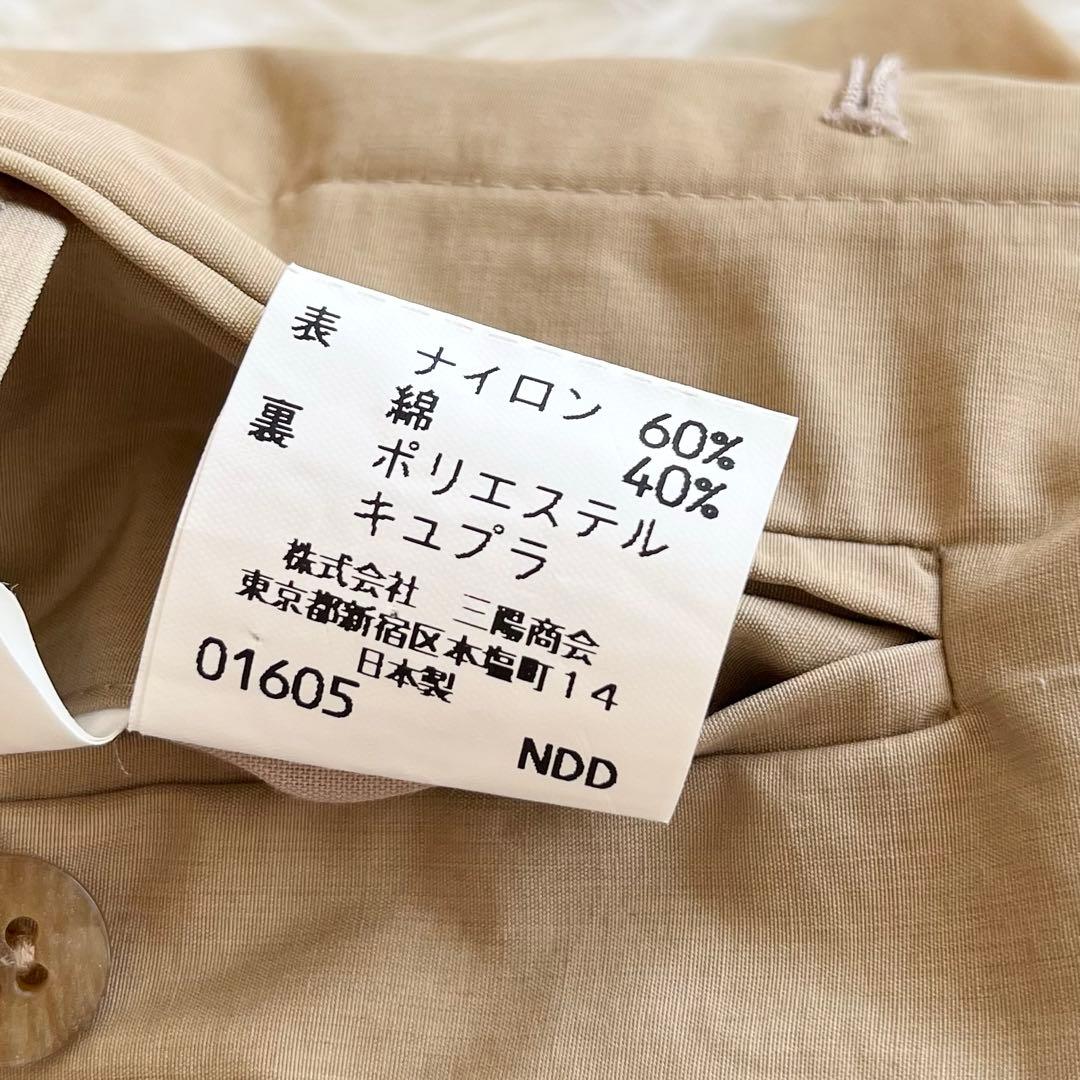 表 ナイロン 60%
綿 40%
裏 ポリエステル
キュプラ
株式会社 三陽商会
東京都新宿区本塩町14
日本製
01605
NDD